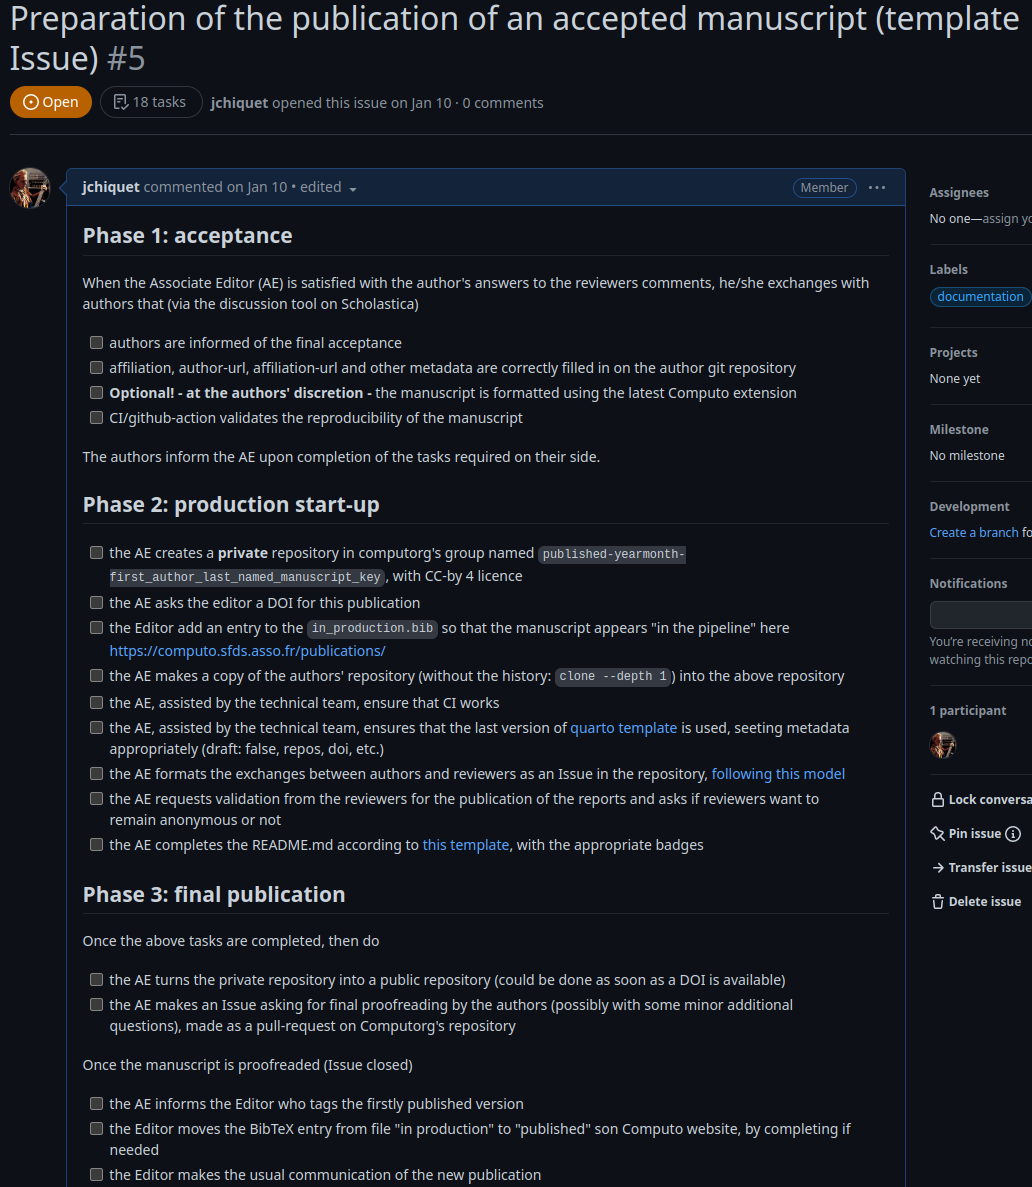 Preparation of the publication of an accepted manuscript (template
Issue) #5
Open
18 tasks
jchiquet opened this issue on Jan 10 · 0 comments
jchiquet commented on Jan 10 • edited
Member
Phase 1: acceptance
When the Associate Editor (AE) is satisfied with the author's answers to the reviewers comments, he/she exchanges with
authors that (via the discussion tool on Scholastica)
authors are informed of the final acceptance
affiliation, author-url, affiliation-url and other metadata are correctly filled in on the author git repository
Optional! - at the authors' discretion - the manuscript is formatted using the latest Computo extension
CI/github-action validates the reproducibility of the manuscript
The authors inform the AE upon completion of the tasks required on their side.
Phase 2: production start-up
the AE creates a private repository in computorg's group named published-yearmonth-
first_author_last_named_manuscript_key, with CC-by 4 licence
the AE asks the editor a DOI for this publication
the Editor add an entry to the in_production.bib so that the manuscript appears "in the pipeline" here
https://computo.sfds.asso.fr/publications/
the AE makes a copy of the authors' repository (without the history: clone --depth 1) into the above repository
the AE, assisted by the technical team, ensure that CI works
the AE, assisted by the technical team, ensures that the last version of quarto template is used, seeting metadata
appropriately (draft: false, repos, doi, etc.)
the AE formats the exchanges between authors and reviewers as an Issue in the repository, following this model
the AE requests validation from the reviewers for the publication of the reports and asks if reviewers want to
remain anonymous or not
the AE completes the README.md according to this template, with the appropriate badges
Phase 3: final publication
Once the above tasks are completed, then do
the AE turns the private repository into a public repository (could be done as soon as a DOI is available)
the AE makes an Issue asking for final proofreading by the authors (possibly with some minor additional
questions), made as a pull-request on Computorg's repository
Once the manuscript is proofreaded (Issue closed)
the AE informs the Editor who tags the firstly published version
the Editor moves the BibTeX entry from file "in production" to "published" son Computo website, by completing if
needed
the Editor makes the usual communication of the new publication
Assignees
No one—assign yo
Labels
documentation
Projects
None yet
Milestone
No milestone
Development
Create a branch fo
Notifications
You're receiving no
watching this repo
1 participant
Lock conversa
Pin issue
Transfer issue
Delete issue